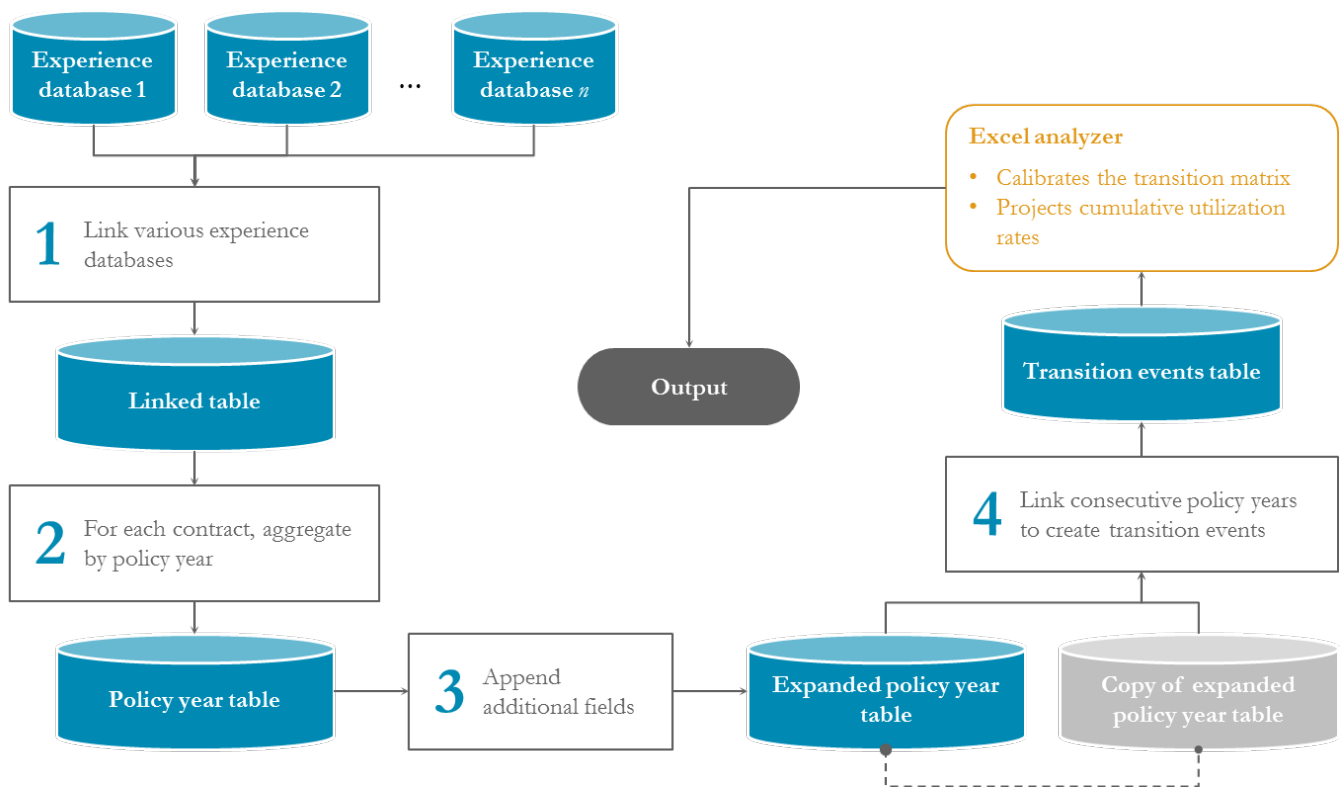 Experience
database 1
Experience
database 2
...
Experience
database n
1
Link various experience
databases
Linked table
2
For each contract, aggregate
by policy year
Policy year table
3
Append
additional fields
Expanded policy year
table
Copy of expanded
policy year table
4
Link consecutive policy years
to create transition events
Transition events table
Excel analyzer
• Calibrates the transition matrix
• Projects cumulative utilization
rates
Output